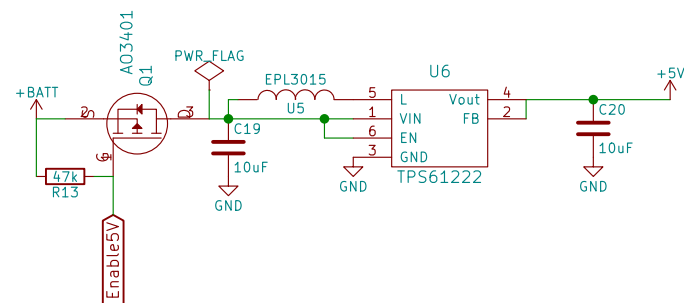 AO3401
Q1
PWR_FLAG
+BATT
2
S
D
3
G
47k
R13
Enable5V
EPL3015
U5
C19
10uF
GND
U6
5
L
Vout
4
1
VIN
FB
2
6
EN
3
GND
TPS61222
GND
+5V
C20
10uF
GND